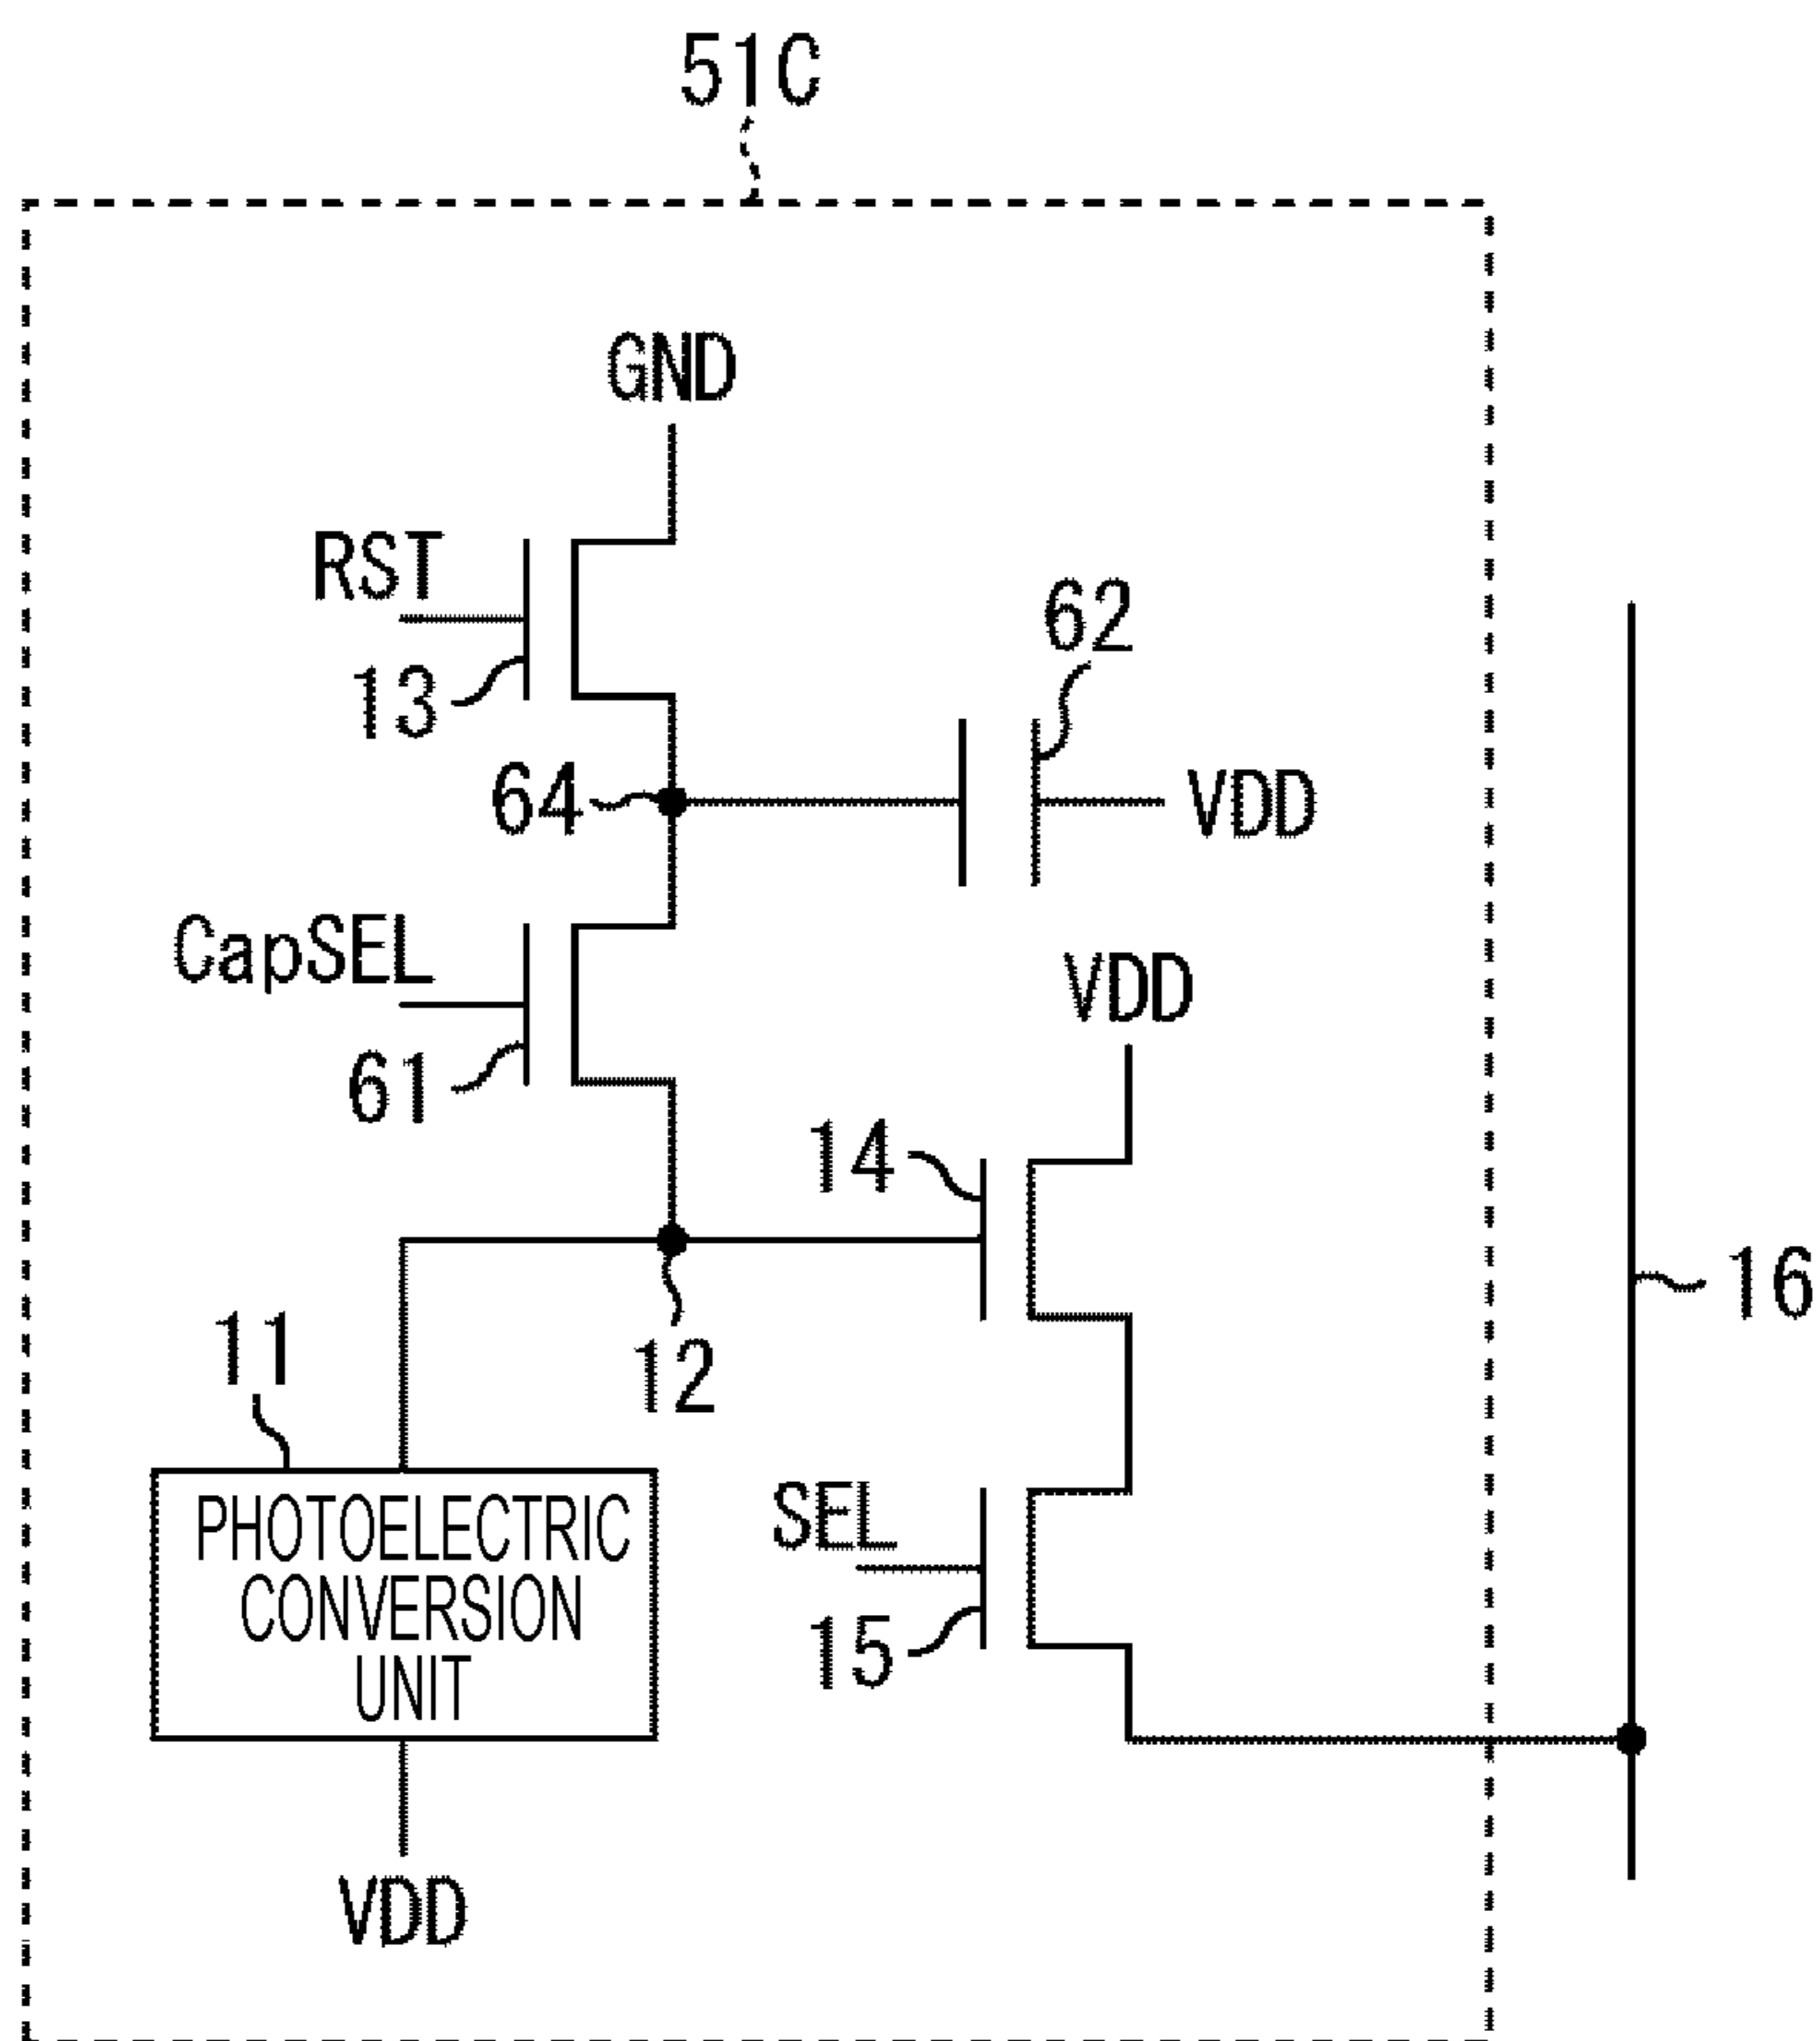 51C
GND
RST
13
62
64
VDD
CapSEL
61
VDD
14
16
12
11
PHOTOELECTRIC
CONVERSION
UNIT
SEL
15
VDD